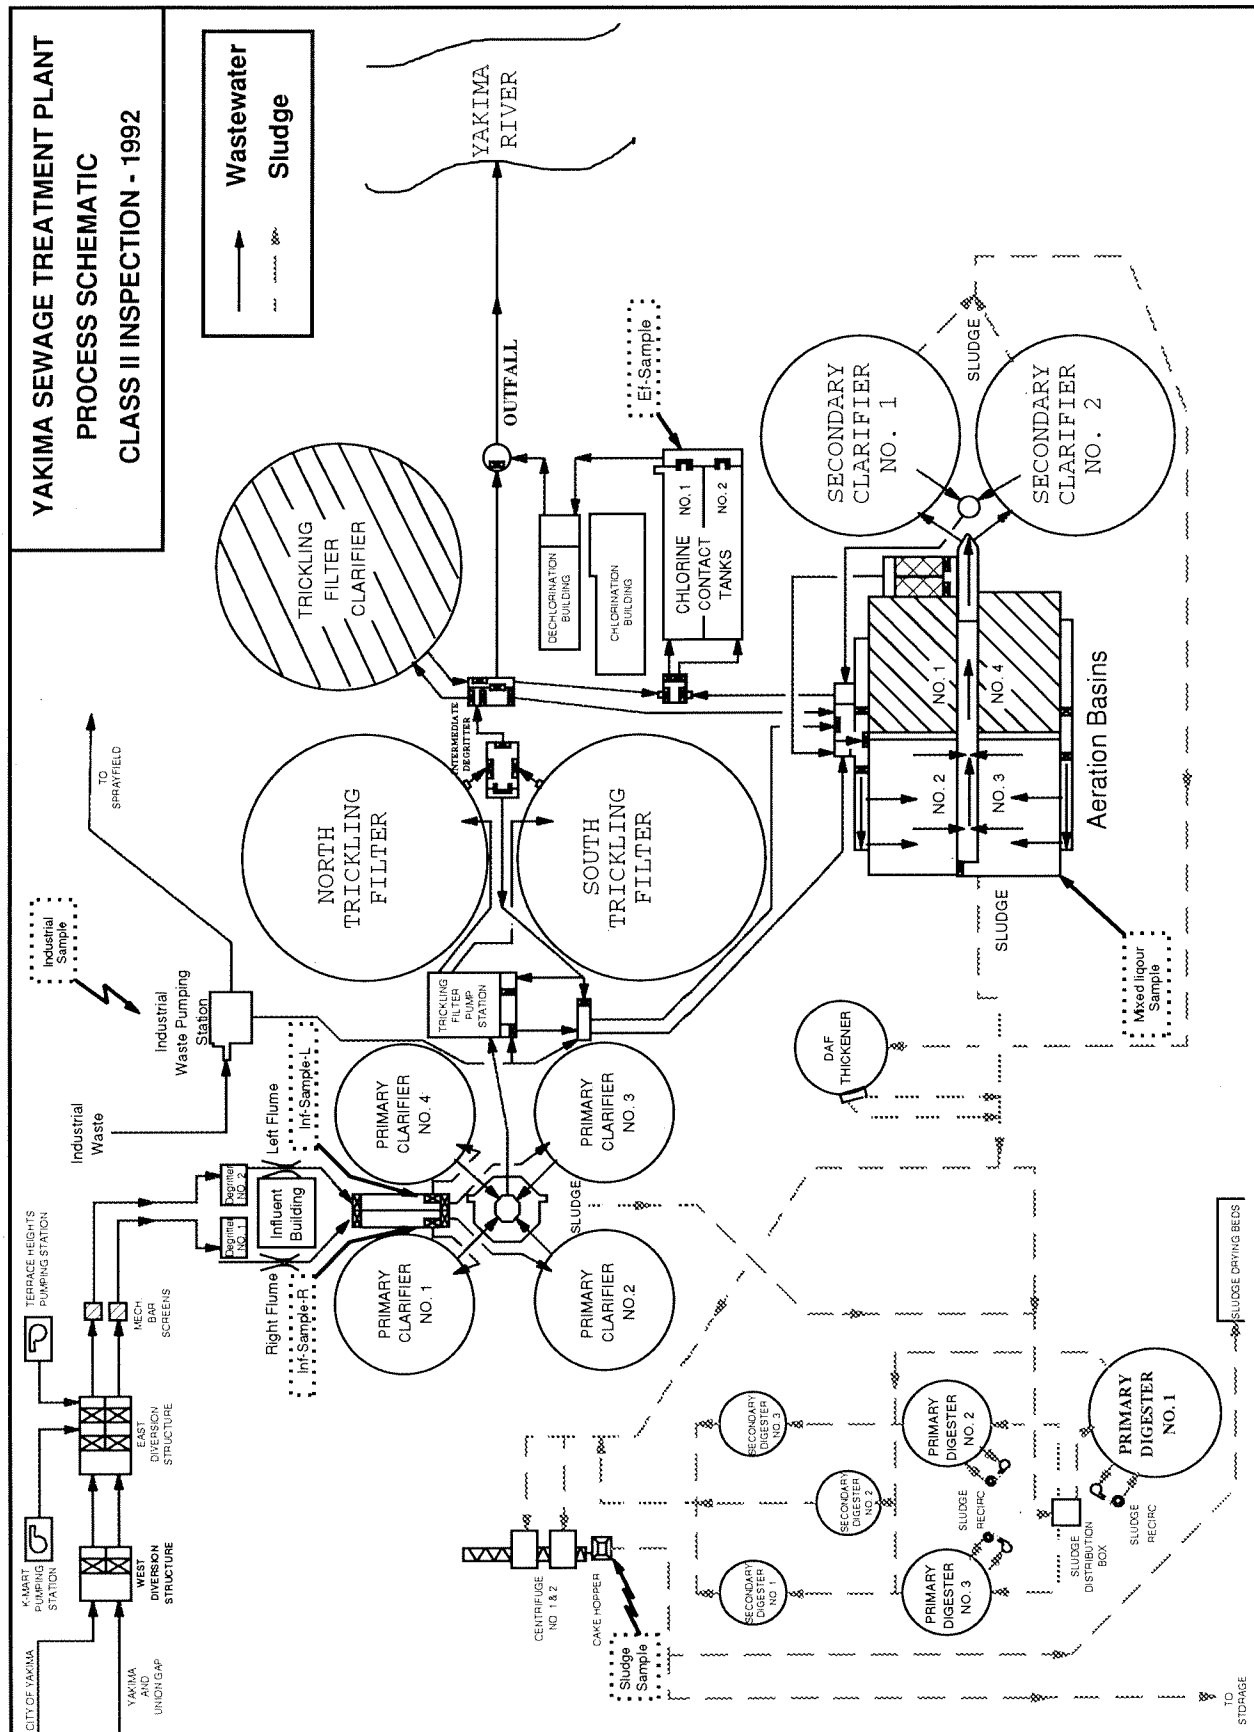 YAKIMA SEWAGE TREATMENT PLANT
PROCESS SCHEMATIC
CLASS II INSPECTION - 1992
Wastewater
Sludge
YAKIMA
RIVER
OUTFALL
Ef-Sample
TRICKLING
FILTER
CLARIFIER
DECHLORINATION
BUILDING
CHLORINATION
BUILDING
CHLORINE
CONTACT
TANKS
NO. 1
NO. 2
SECONDARY
CLARIFIER
NO. 1
SECONDARY
CLARIFIER
NO. 2
SLUDGE
TO
SPRAYFIELD
INTERMEDIATE
DEGRITTER
NORTH
TRICKLING
FILTER
SOUTH
TRICKLING
FILTER
NO. 1
NO. 2
NO. 3
NO. 4
Aeration Basins
SLUDGE
Mixed liqour
Sample
Industrial
Sample
Industrial
Waste Pumping
Station
Industrial
Waste
TRICKLING
FILTER
PUMP
STATION
DAF
THICKENER
Left Flume
Inf-Sample-L
Degritter
NO. 2
Degritter
NO. 1
Influent
Building
Right Flume
Inf-Sample-R
PRIMARY
CLARIFIER
NO. 4
PRIMARY
CLARIFIER
NO. 3
PRIMARY
CLARIFIER
NO. 1
PRIMARY
CLARIFIER
NO.2
SLUDGE
TERRACE HEIGHTS
PUMPING STATION
MECH.
BAR
SCREENS
EAST
DIVERSION
STRUCTURE
K-MART
PUMPING
STATION
WEST
DIVERSION
STRUCTURE
CITY OF YAKIMA
YAKIMA
AND
UNION GAP
CENTRIFUGE
NO 1 & 2
CAKE HOPPER
Sludge
Sample
SECONDARY
DIGESTER
NO. 3
SECONDARY
DIGESTER
NO. 2
SECONDARY
DIGESTER
NO 1
PRIMARY
DIGESTER
NO. 2
PRIMARY
DIGESTER
NO. 3
PRIMARY
DIGESTER
NO. 1
SLUDGE
RECIRC
SLUDGE
RECIRC
SLUDGE
DISTRIBUTION
BOX
SLUDGE DRYING BEDS
TO
STORAGE